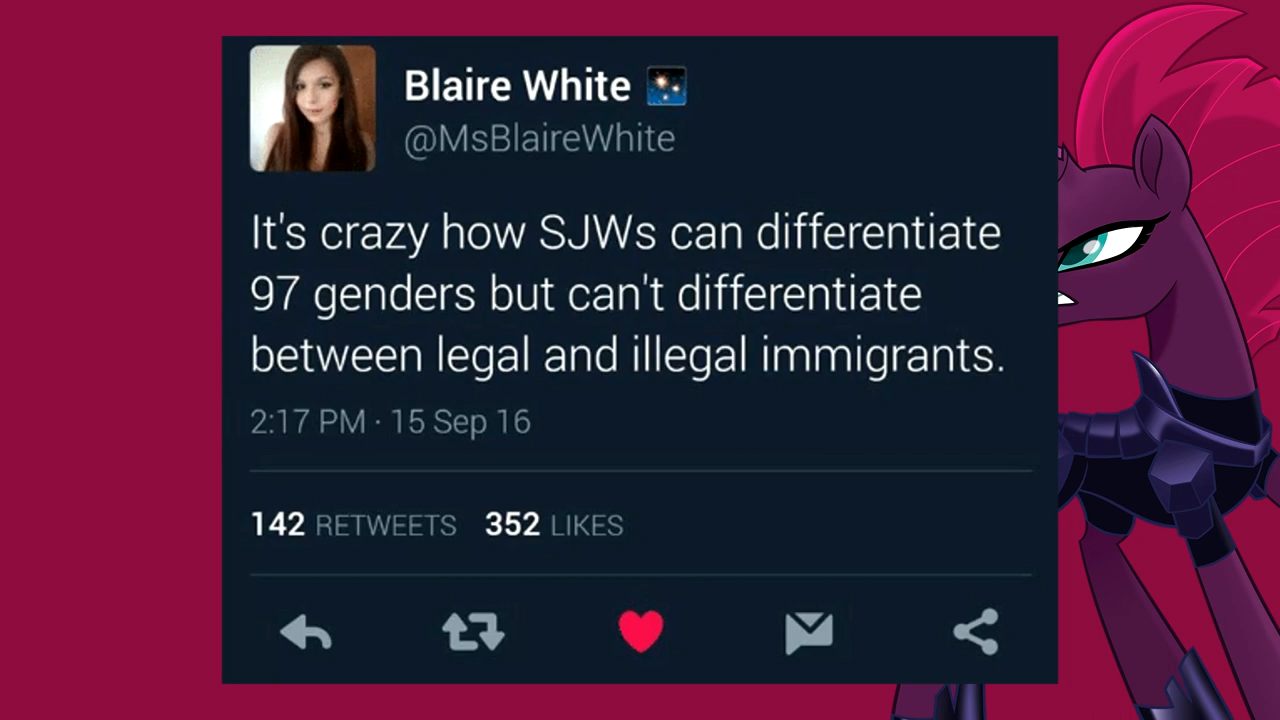 Blaire White
@MsBlaireWhite
It's crazy how SJWs can differentiate
97 genders but can't differentiate
between legal and illegal immigrants.
2:17 PM · 15 Sep 16
142 RETWEETS 352 LIKES